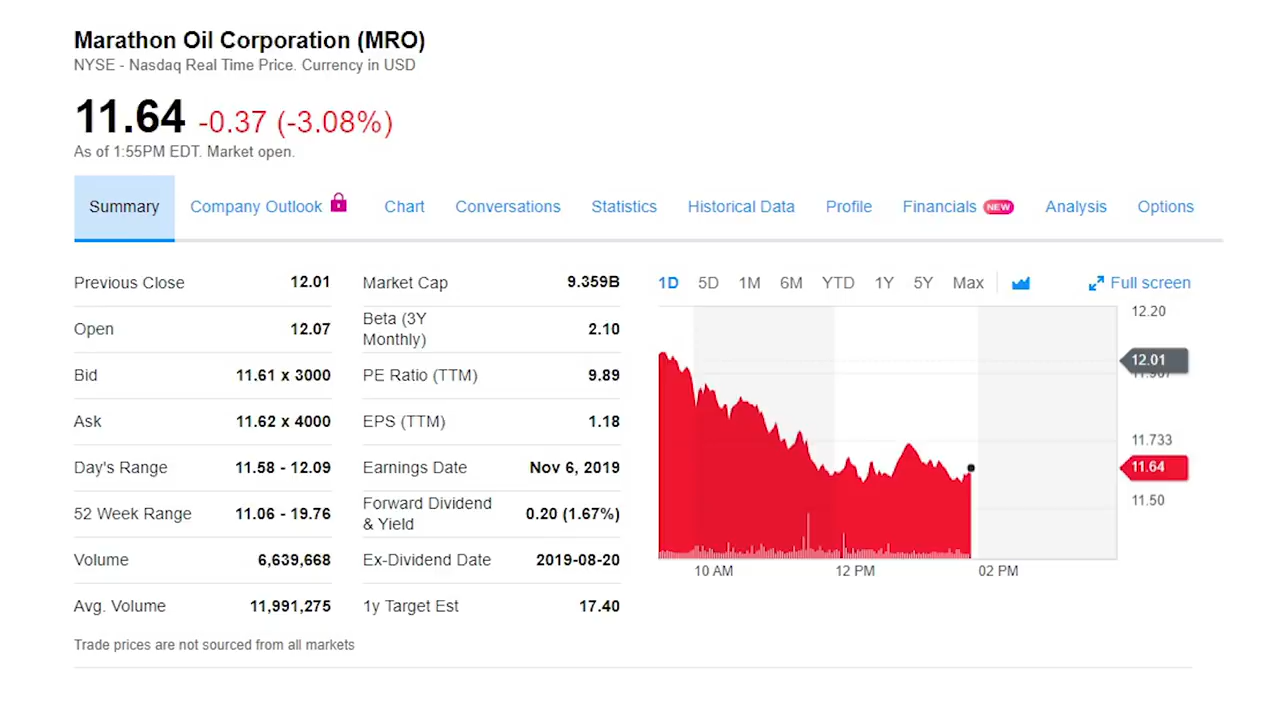 Marathon Oil Corporation (MRO)
NYSE - Nasdaq Real Time Price. Currency in USD
11.64 -0.37 (-3.08%)
As of 1:55PM EDT. Market open.
Summary Company Outlook Chart Conversations Statistics Historical Data Profile Financials NEW Analysis Options
Previous Close 12.01
Open 12.07
Bid 11.61 x 3000
Ask 11.62 x 4000
Day's Range 11.58 - 12.09
52 Week Range 11.06 - 19.76
Volume 6,639,668
Avg. Volume 11,991,275
Market Cap 9.359B
Beta (3Y
Monthly) 2.10
PE Ratio (TTM) 9.89
EPS (TTM) 1.18
Earnings Date Nov 6, 2019
Forward Dividend
& Yield 0.20 (1.67%)
Ex-Dividend Date 2019-08-20
1y Target Est 17.40
1D 5D 1M 6M YTD 1Y 5Y Max Full screen
12.20
12.01
11.733
11.64
11.50
10 AM 12 PM 02 PM
Trade prices are not sourced from all markets